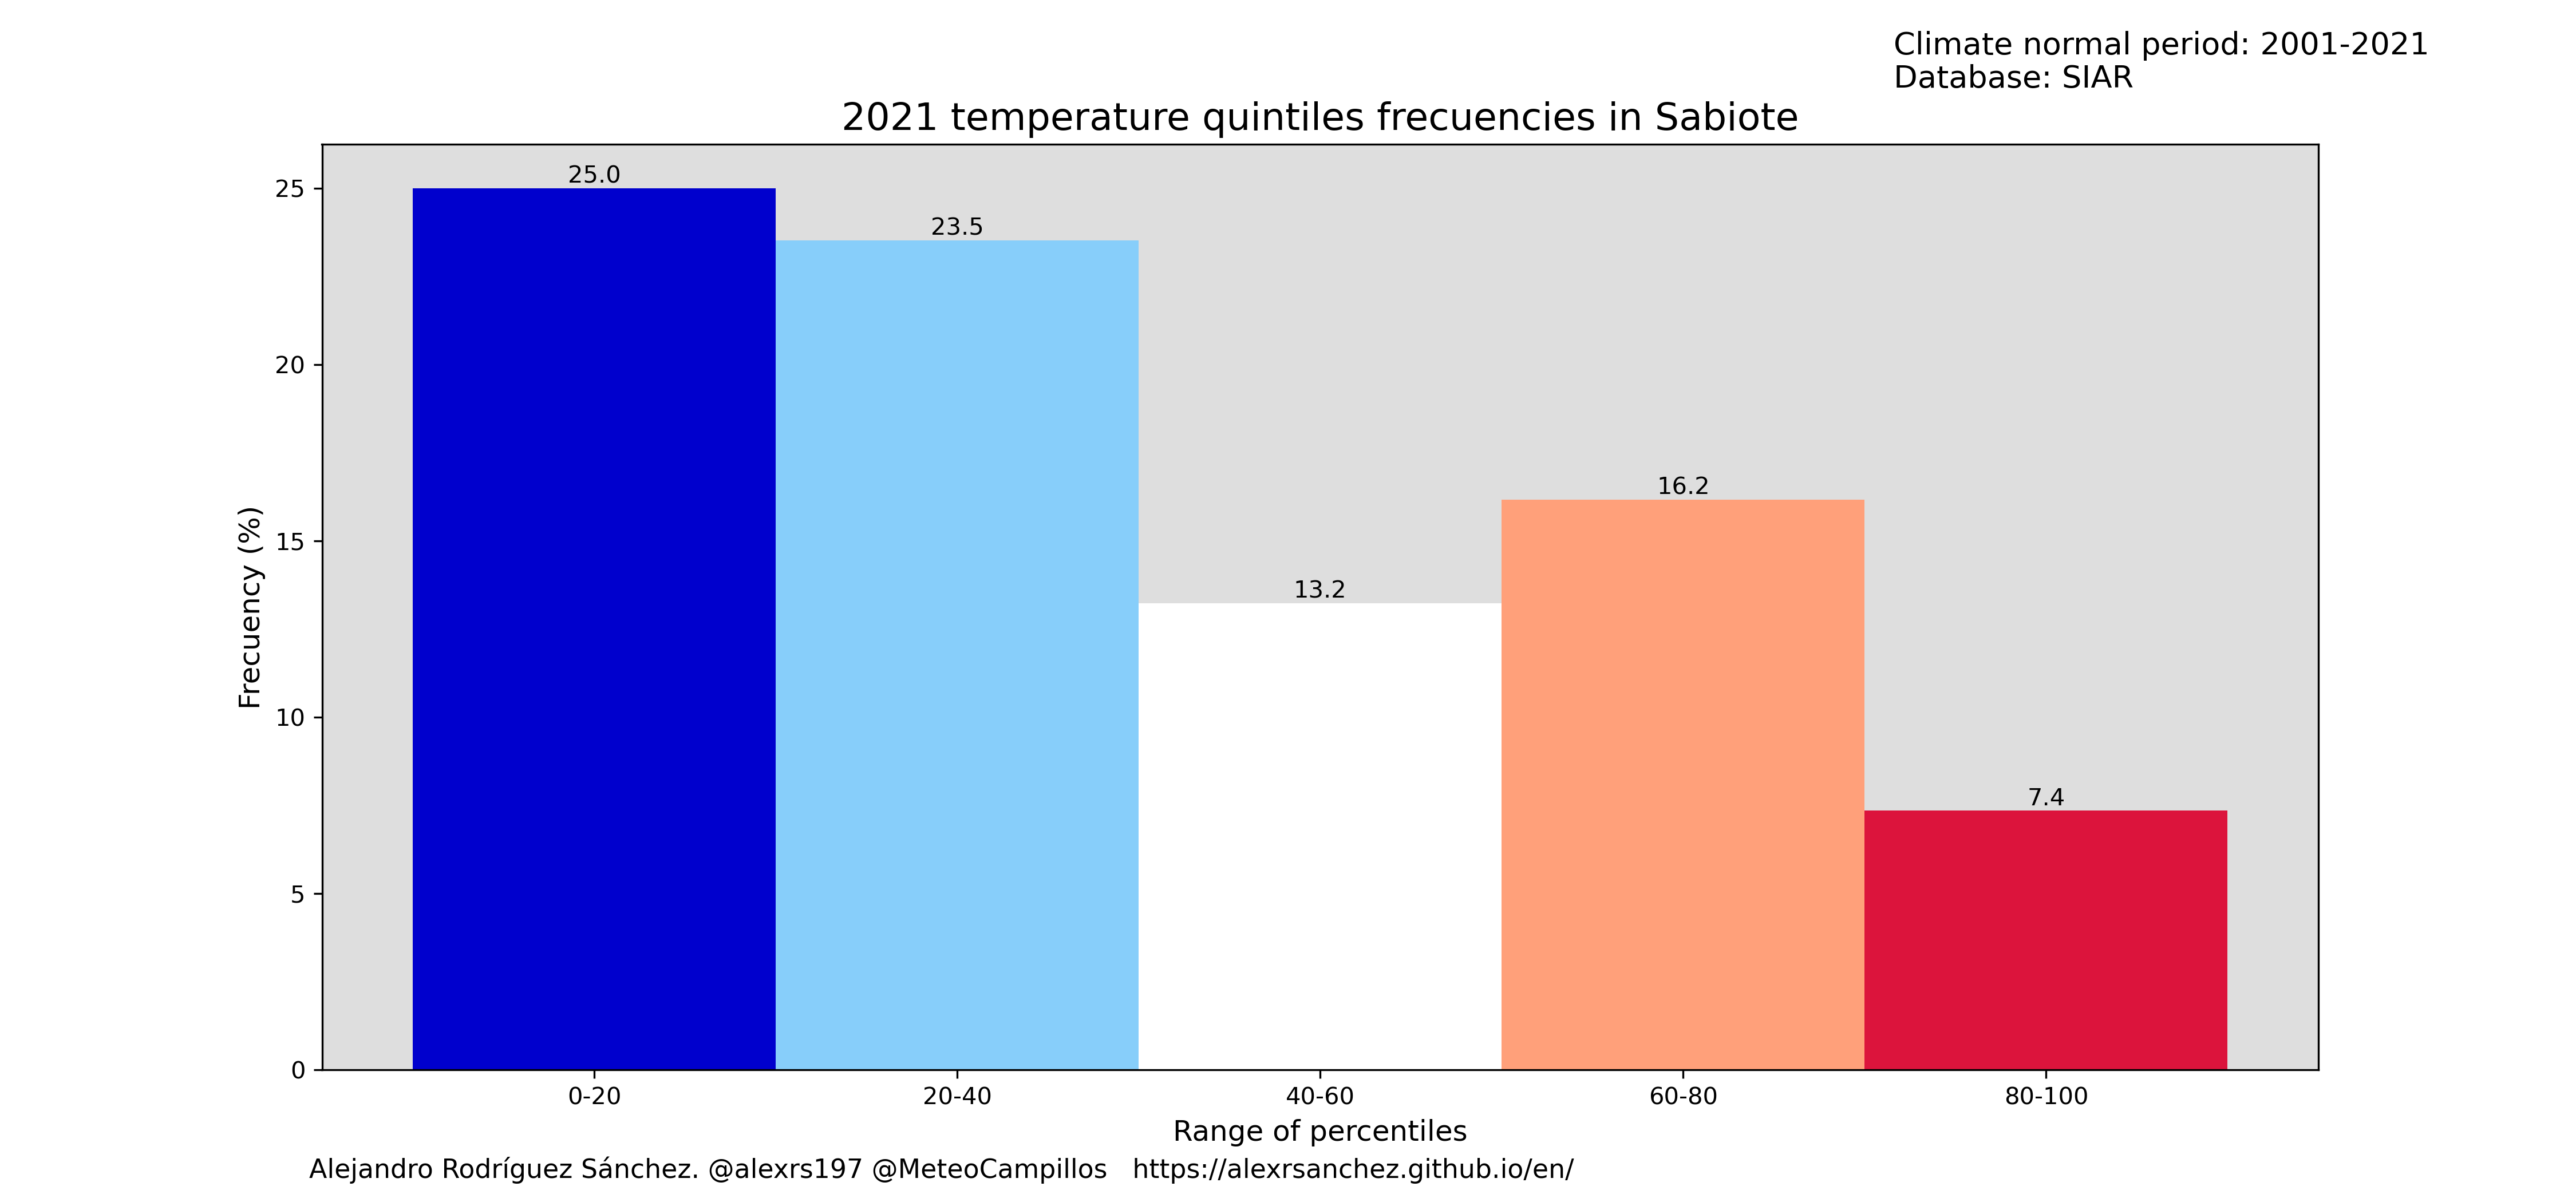 Climate normal period: 2001-2021
Database: SIAR
2021 temperature quintiles frecuencies in Sabiote
25.0
23.5
13.2
16.2
7.4
25
20
15
10
5
0
Frecuency (%)
0-20 20-40 40-60 60-80 80-100
Range of percentiles
Alejandro Rodríguez Sánchez. @alexrs197 @MeteoCampillos https://alexrsanchez.github.io/en/